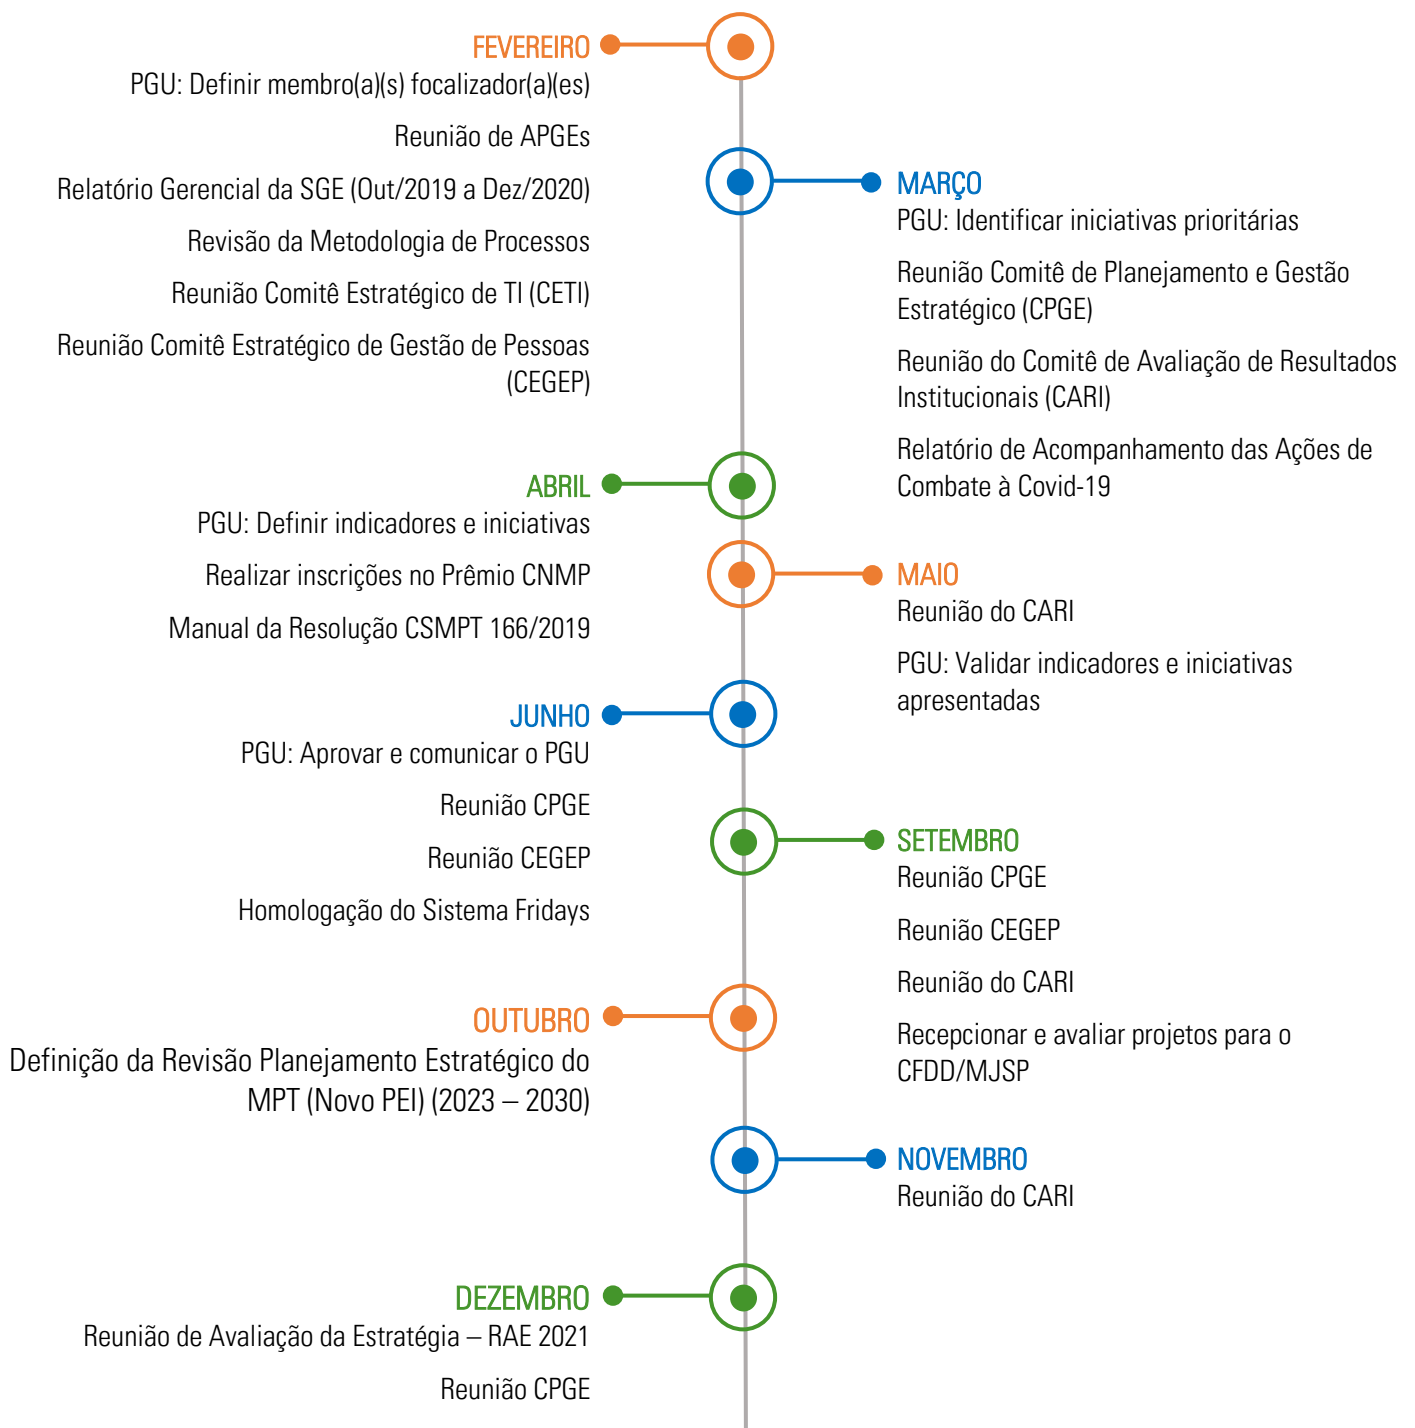 FEVEREIRO
PGU: Definir membro(a)(s) focalizador(a)(es)
Reunião de APGEs
Relatório Gerencial da SGE (Out/2019 a Dez/2020)
Revisão da Metodologia de Processos
Reunião Comitê Estratégico de TI (CETI)
Reunião Comitê Estratégico de Gestão de Pessoas
(CEGEP)
MARÇO
PGU: Identificar iniciativas prioritárias
Reunião Comitê de Planejamento e Gestão
Estratégico (CPGE)
Reunião do Comitê de Avaliação de Resultados
Institucionais (CARI)
Relatório de Acompanhamento das Ações de
Combate à Covid-19
ABRIL
PGU: Definir indicadores e iniciativas
Realizar inscrições no Prêmio CNMP
Manual da Resolução CSMPT 166/2019
MAIO
Reunião do CARI
PGU: Validar indicadores e iniciativas
apresentadas
JUNHO
PGU: Aprovar e comunicar o PGU
Reunião CPGE
Reunião CEGEP
Homologação do Sistema Fridays
SETEMBRO
Reunião CPGE
Reunião CEGEP
Reunião do CARI
Recepcionar e avaliar projetos para o
CFDD/MJSP
OUTUBRO
Definição da Revisão Planejamento Estratégico do
MPT (Novo PEI) (2023 – 2030)
NOVEMBRO
Reunião do CARI
DEZEMBRO
Reunião de Avaliação da Estratégia – RAE 2021
Reunião CPGE